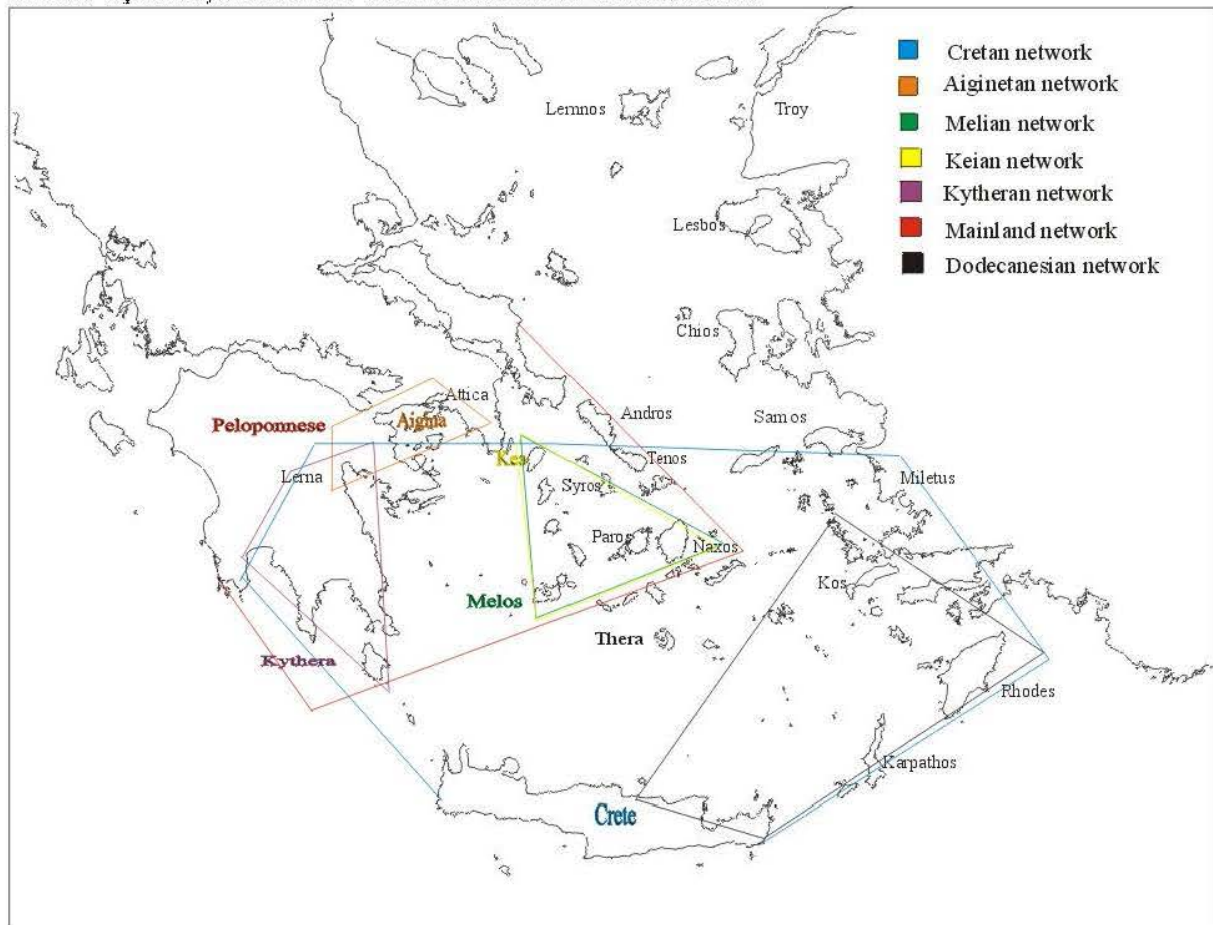 Cretan network
Aiginetan network
Melian network
Keian network
Kytheran network
Mainland network
Dodecanesian network
Lemnos
Troy
Lesbos
Chios
Attica
Andros
Samos
Peloponnese
Aigina
Kea
Tenos
Lerna
Syros
Miletus
Paros
Naxos
Kos
Melos
Thera
Kythera
Rhodes
Karpathos
Crete